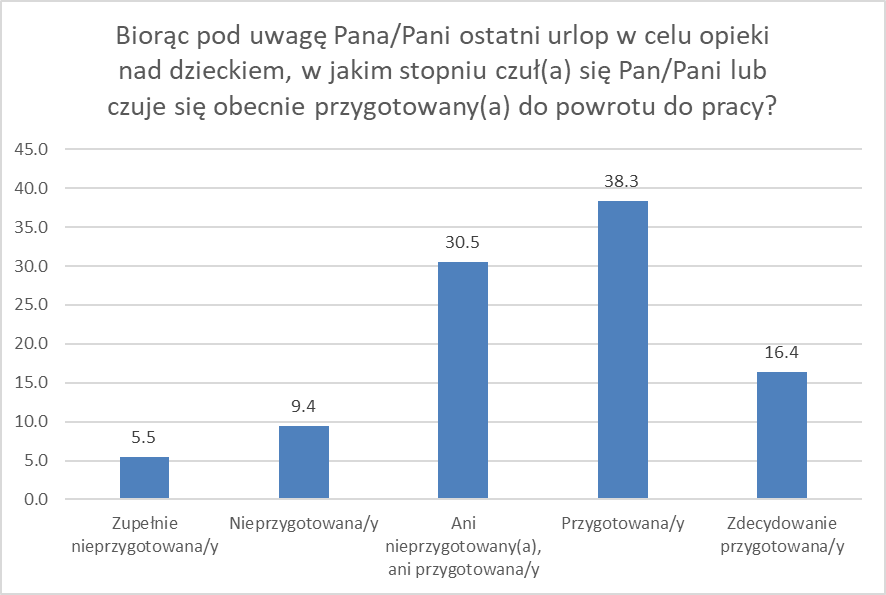 Biorąc pod uwagę Pana/Pani ostatni urlop w celu opieki
nad dzieckiem, w jakim stopniu czuł(a) się Pan/Pani lub
czuje się obecnie przygotowany(a) do powrotu do pracy?
45.0
40.0
35.0
30.0
25.0
20.0
15.0
10.0
5.0
0.0
5.5
9.4
30.5
38.3
16.4
Zupełnie
nieprzygotowana/y
Nieprzygotowana/y
Ani
nieprzygotowany(a),
ani przygotowana/y
Przygotowana/y
Zdecydowanie
przygotowana/y